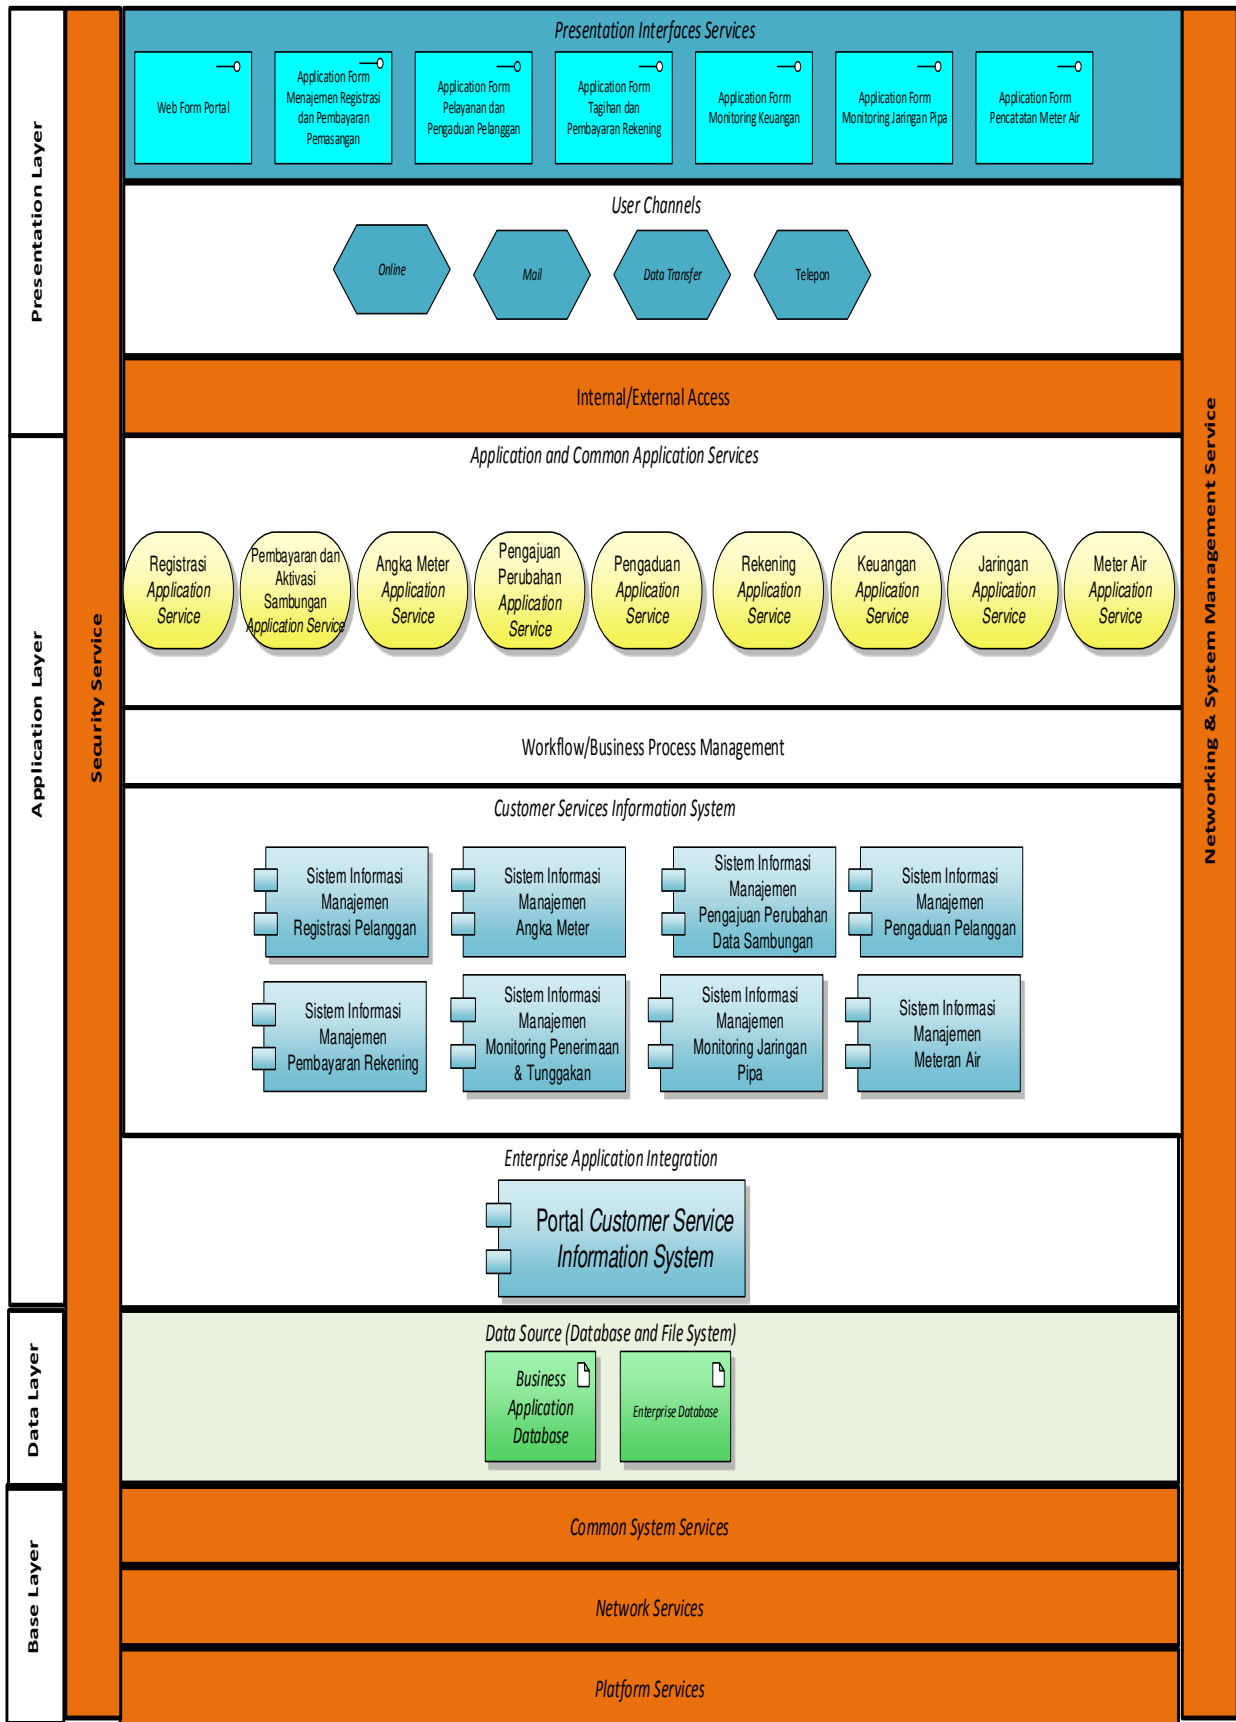 Presentation Layer
Security Service
Presentation Interfaces Services
Web Form Portal
Application Form
Menajemen Registrasi
dan Pembayaran
Pemasangan
Application Form
Pelayanan dan
Pengaduan Pelanggan
Application Form
Tagihan dan
Pembayaran Rekening
Application Form
Monitoring Keuangan
Application Form
Monitoring Jaringan Pipa
Application Form
Pencatatan Meter Air
User Channels
Online
Mail
Data Transfer
Telepon
Internal/External Access
Networking & System Management Service
Application Layer
Application and Common Application Services
Registrasi
Application
Service
Pembayaran dan
Aktivasi
Sambungan
Application Service
Angka Meter
Application
Service
Pengajuan
Perubahan
Application
Service
Pengaduan
Application
Service
Rekening
Application
Service
Keuangan
Application
Service
Jaringan
Application
Service
Meter Air
Application
Service
Workflow/Business Process Management
Customer Services Information System
Sistem Informasi
Manajemen
Registrasi Pelanggan
Sistem Informasi
Manajemen
Angka Meter
Sistem Informasi
Manajemen
Pengajuan Perubahan
Data Sambungan
Sistem Informasi
Manajemen
Pengaduan Pelanggan
Sistem Informasi
Manajemen
Pembayaran Rekening
Sistem Informasi
Manajemen
Monitoring Penerimaan
& Tunggakan
Sistem Informasi
Manajemen
Monitoring Jaringan
Pipa
Sistem Informasi
Manajemen
Meteran Air
Enterprise Application Integration
Portal Customer Service
Information System
Data Layer
Data Source (Database and File System)
Business
Application
Database
Enterprise Database
Base Layer
Common System Services
Network Services
Platform Services